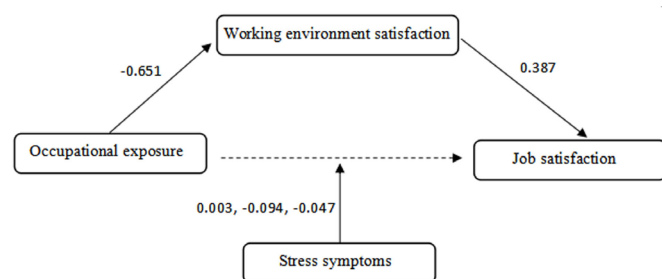 Working environment satisfaction
-0.651
0.387
Occupational exposure
Job satisfaction
0.003, -0.094, -0.047
Stress symptoms